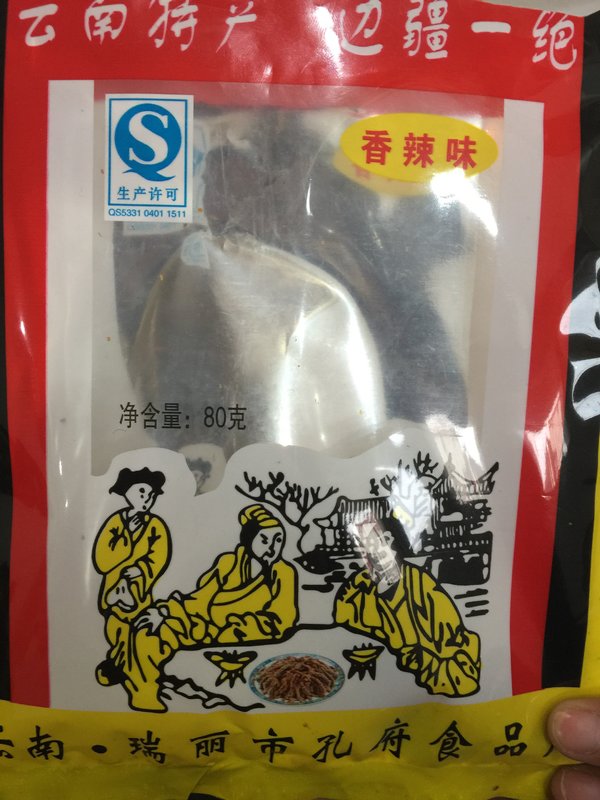 云南特产 边疆一绝
香辣味
生产许可
QS5331 0401 1511
净含量：80克
云南·瑞丽市孔府食品厂